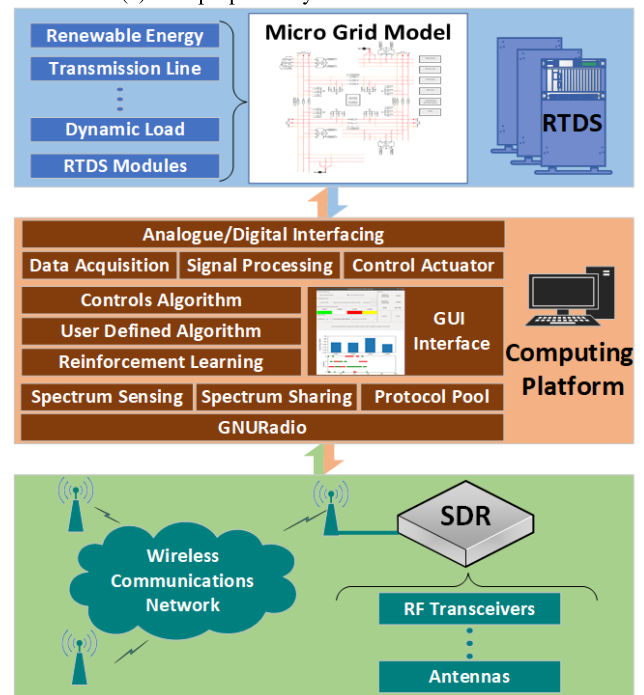 Renewable Energy
Transmission Line
Dynamic Load
RTDS Modules
Micro Grid Model
RTDS
Analogue/Digital Interfacing
Data Acquisition
Signal Processing
Control Actuator
Controls Algorithm
User Defined Algorithm
Reinforcement Learning
GUI
Interface
Computing
Platform
Spectrum Sensing
Spectrum Sharing
Protocol Pool
GNURadio
Wireless
Communications
Network
SDR
RF Transceivers
Antennas